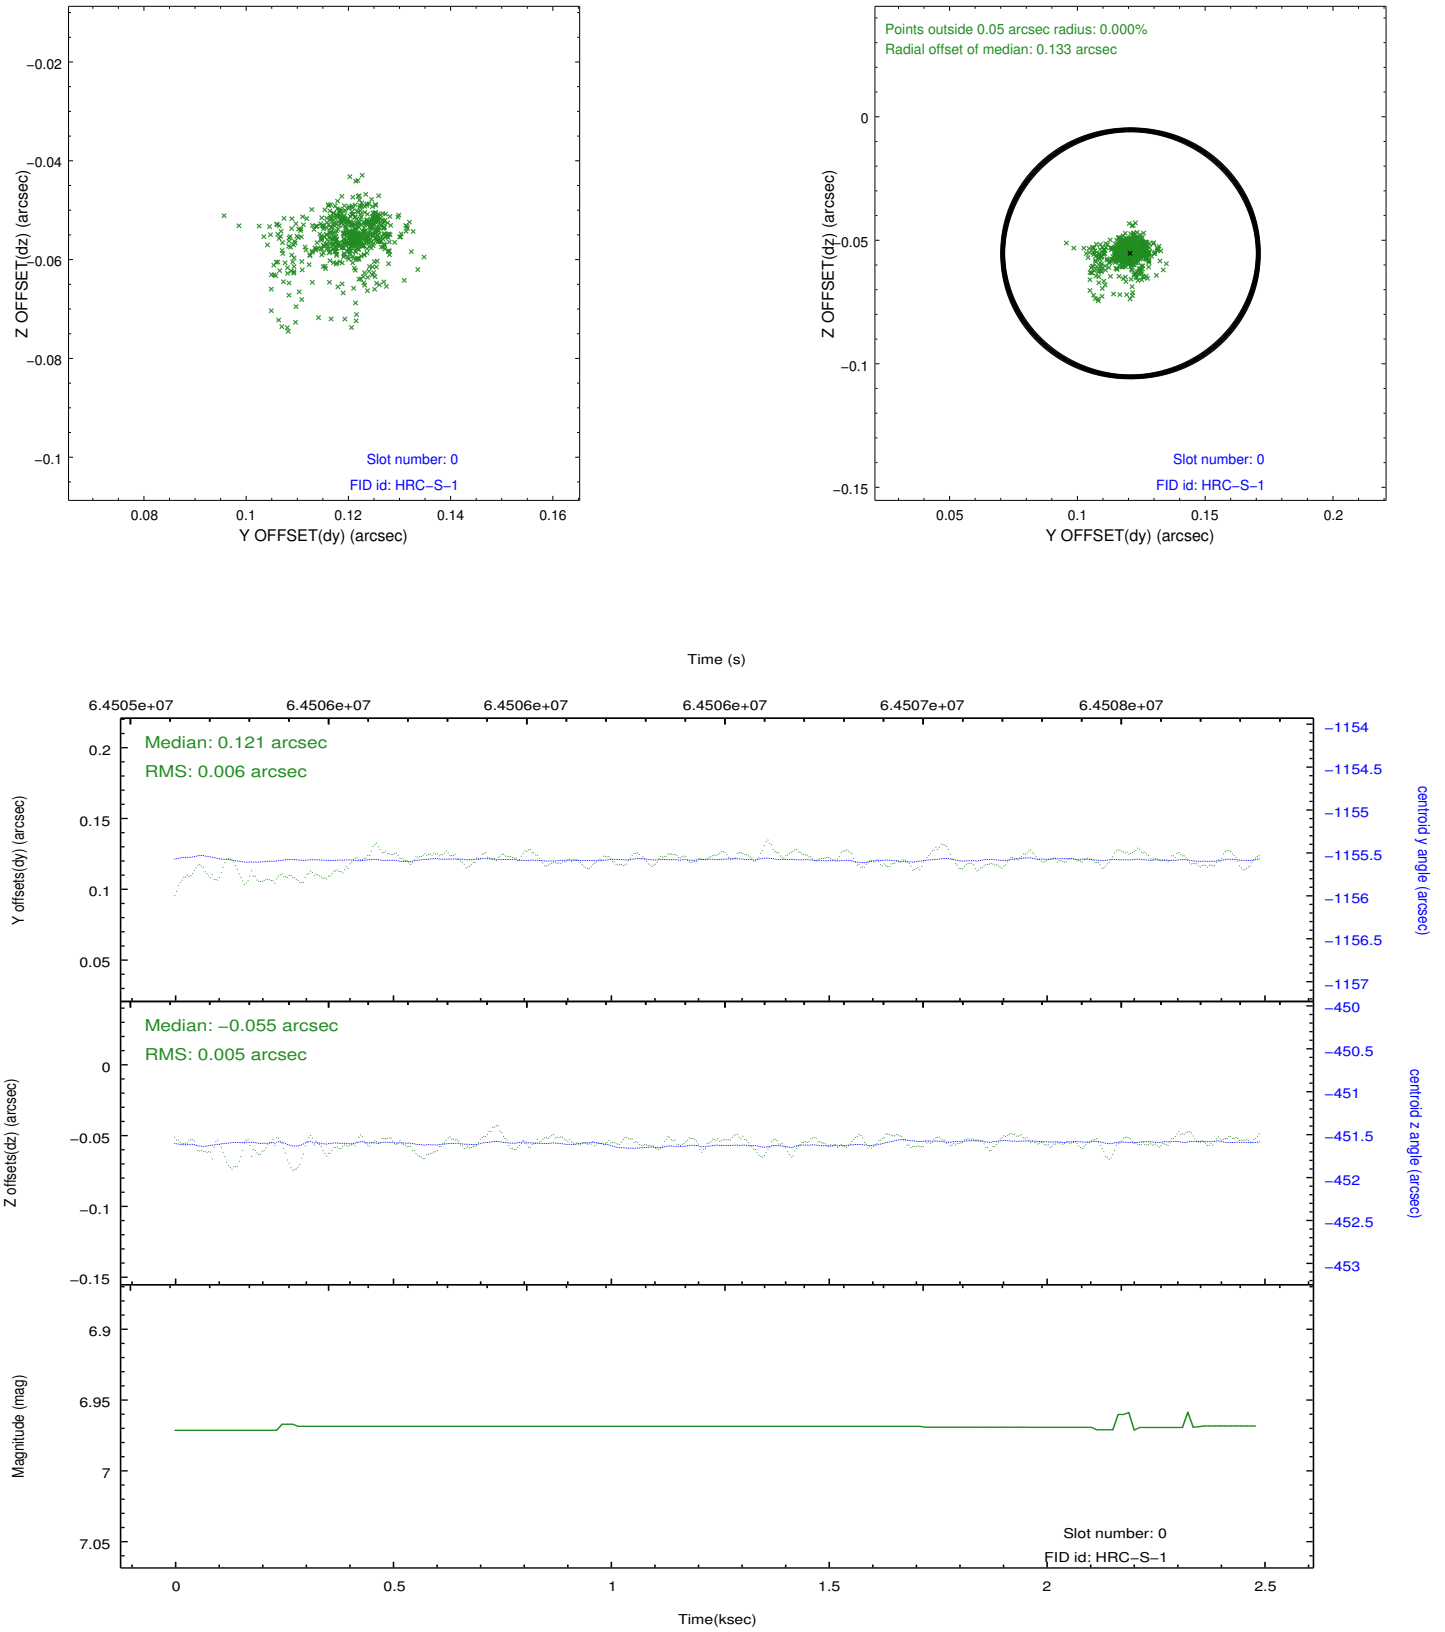 −0.02
−0.04
−0.06
−0.08
−0.1
Z OFFSET(dz) (arcsec)
Slot number: 0
FID id: HRC−S−1
0.08
0.1
0.12
0.14
0.16
Y OFFSET(dy) (arcsec)
Points outside 0.05 arcsec radius: 0.000%
Radial offset of median: 0.133 arcsec
0
−0.05
−0.1
−0.15
Z OFFSET(dz) (arcsec)
Slot number: 0
FID id: HRC−S−1
0.05
0.1
0.15
0.2
Y OFFSET(dy) (arcsec)
Time (s)
6.4505e+07
6.4506e+07
6.4506e+07
6.4506e+07
6.4507e+07
6.4508e+07
Median: 0.121 arcsec
RMS: 0.006 arcsec
0.2
0.15
0.1
0.05
Y offsets(dy) (arcsec)
−1154
−1154.5
−1155
−1155.5
−1156
−1156.5
−1157
centroid y angle (arcsec)
Median: −0.055 arcsec
RMS: 0.005 arcsec
0
−0.05
−0.1
−0.15
Z offsets(dz) (arcsec)
−450
−450.5
−451
−451.5
−452
−452.5
−453
centroid z angle (arcsec)
6.9
6.95
7
7.05
Magnitude (mag)
Slot number: 0
FID id: HRC−S−1
0
0.5
1
1.5
2
2.5
Time(ksec)